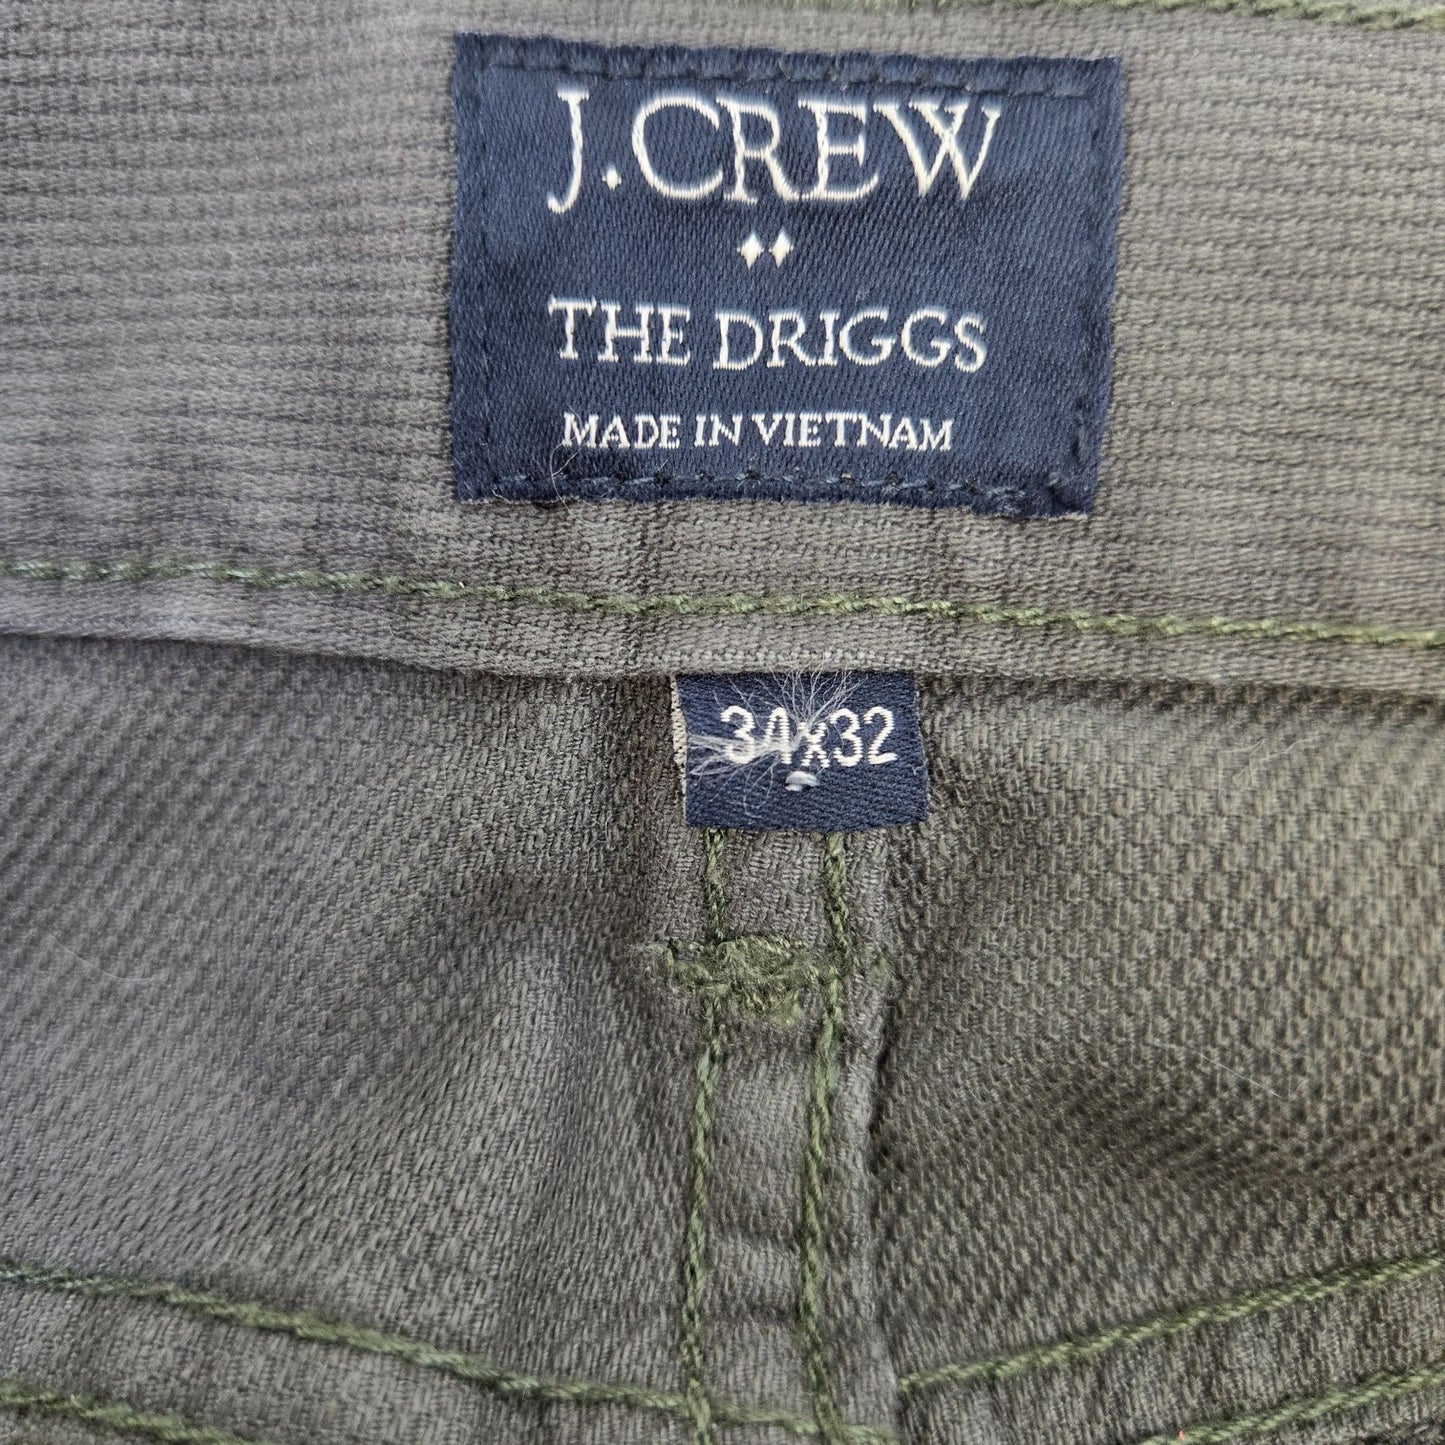 J.CREW
THE DRIGGS
MADE IN VIETNAM
34x32